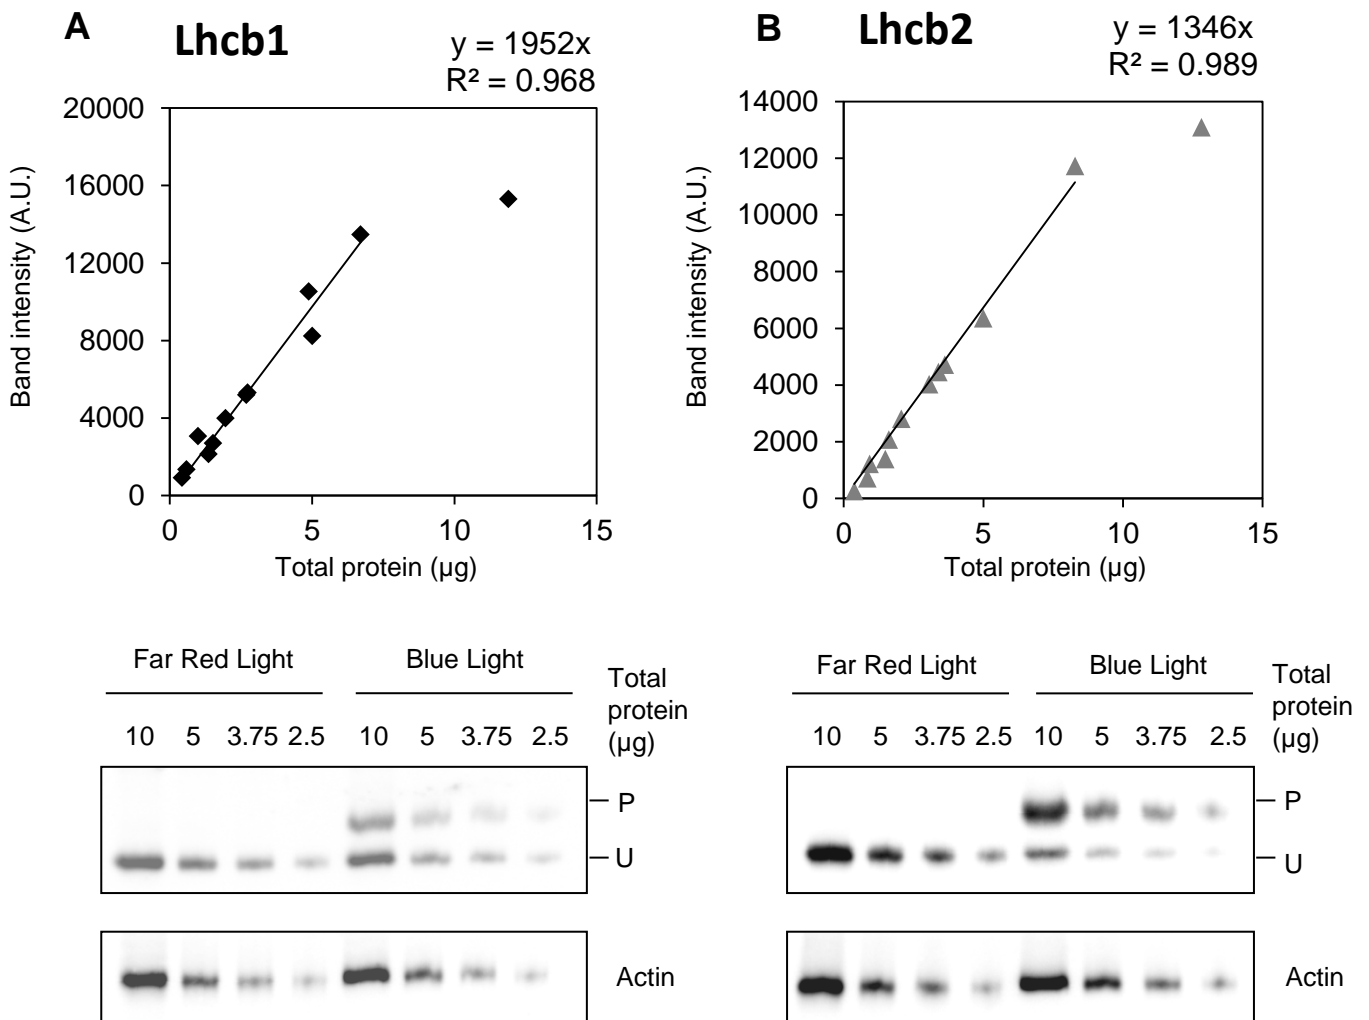 A
Lhcb1
y = 1952x
R² = 0.968
20000
16000
12000
8000
4000
0
Band intensity (A.U.)
0 5 10 15
Total protein (µg)
Far Red Light Blue Light
Total
protein
(µg)
10 5 3.75 2.5 10 5 3.75 2.5
P
U
Actin
B
Lhcb2
y = 1346x
R² = 0.989
14000
12000
10000
8000
6000
4000
2000
0
Band intensity (A.U.)
0 5 10 15
Total protein (µg)
Far Red Light Blue Light
Total
protein
(µg)
10 5 3.75 2.5 10 5 3.75 2.5
P
U
Actin